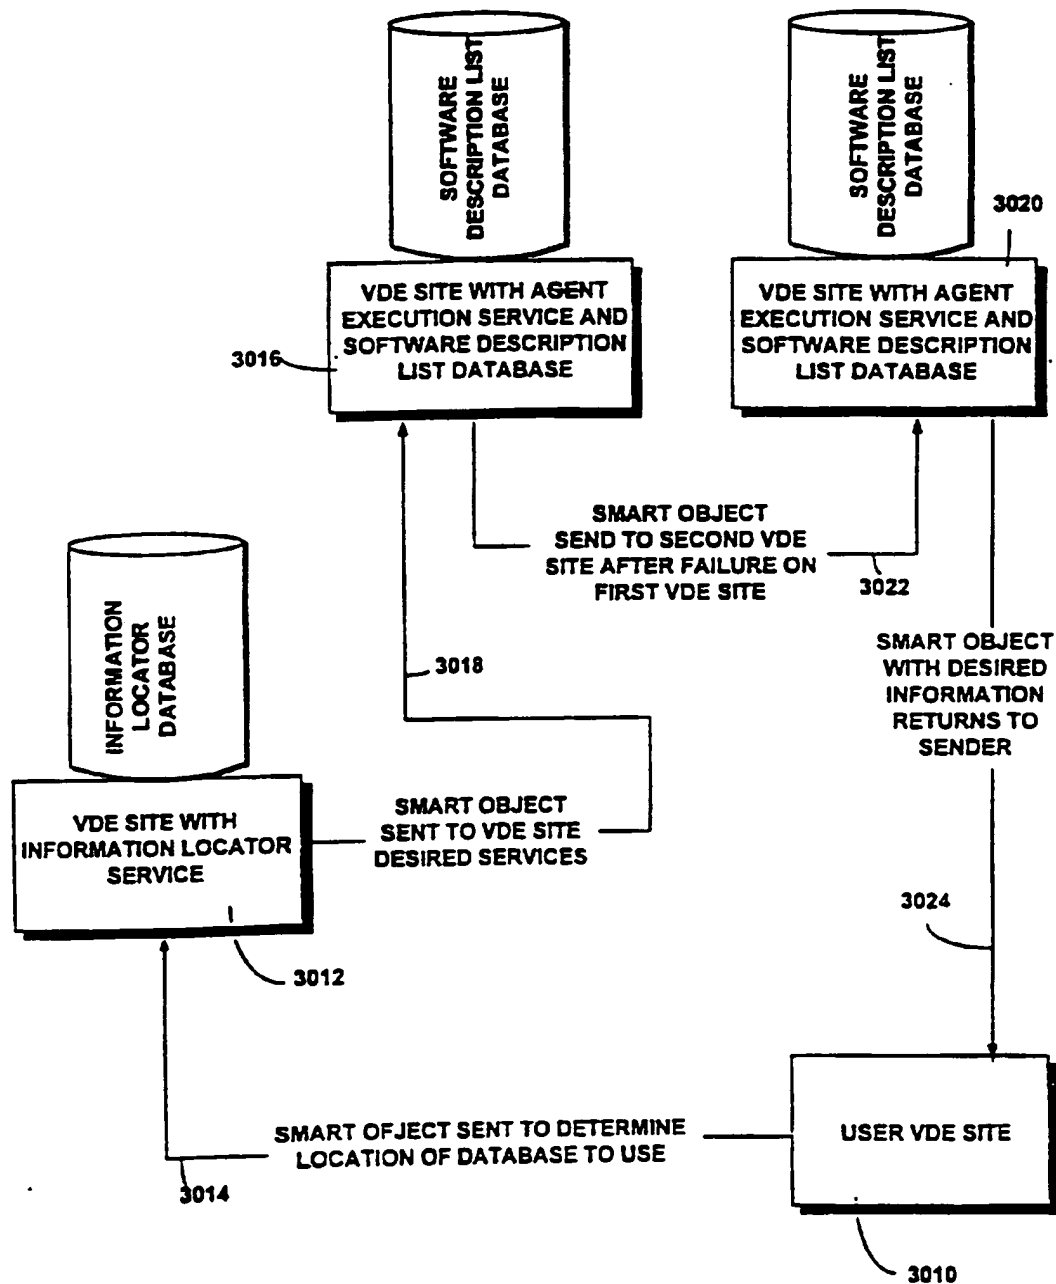 SOFTWARE
DESCRIPTION LIST
DATABASE
SOFTWARE
DESCRIPTION LIST
DATABASE
3020
VDE SITE WITH AGENT
EXECUTION SERVICE AND
SOFTWARE DESCRIPTION
LIST DATABASE
3016
VDE SITE WITH AGENT
EXECUTION SERVICE AND
SOFTWARE DESCRIPTION
LIST DATABASE
SMART OBJECT
SEND TO SECOND VDE
SITE AFTER FAILURE ON
FIRST VDE SITE
3022
INFORMATION
LOCATOR
DATABASE
3018
SMART OBJECT
WITH DESIRED
INFORMATION
RETURNS TO
SENDER
VDE SITE WITH
INFORMATION LOCATOR
SERVICE
SMART OBJECT
SENT TO VDE SITE
DESIRED SERVICES
3024
3012
SMART OFJECT SENT TO DETERMINE
LOCATION OF DATABASE TO USE
USER VDE SITE
3014
3010